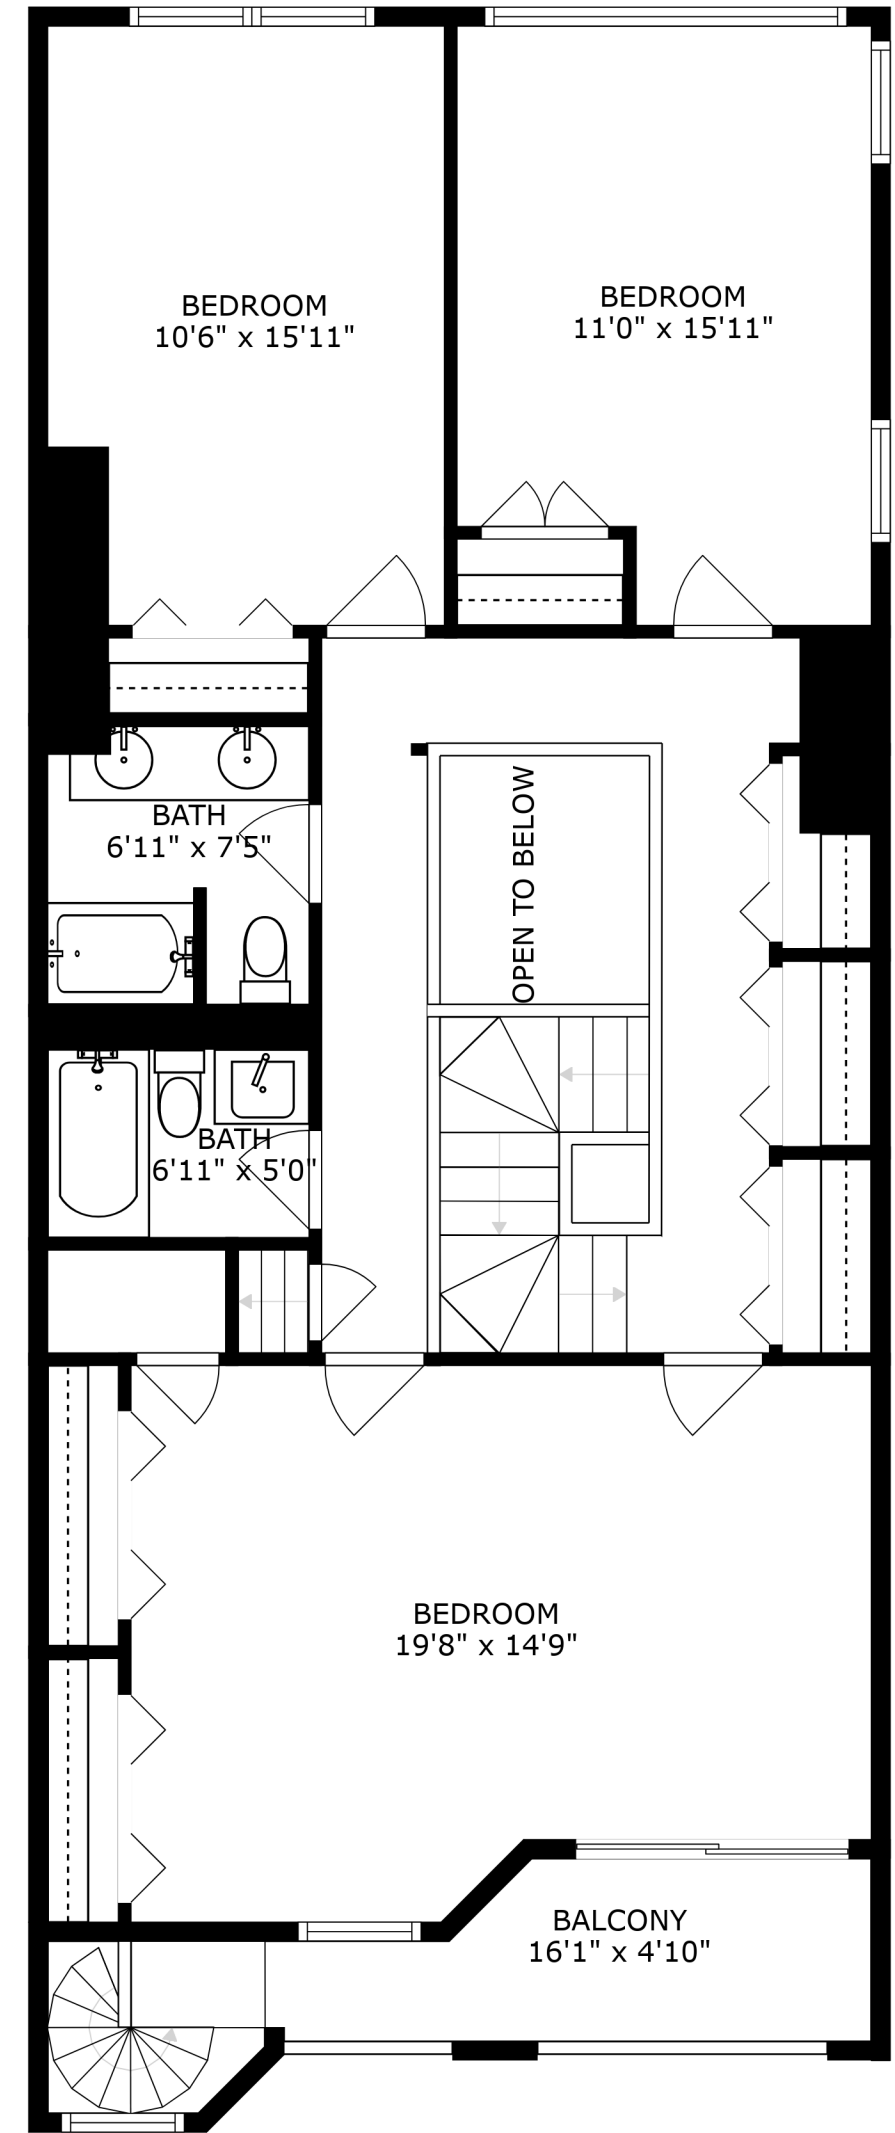 BEDROOM
10'6" x 15'11"
BEDROOM
11'0" x 15'11"
OPEN TO BELOW
BATH
6'11" x 7'5"
BATH
6'11" x 5'0"
BEDROOM
19'8" x 14'9"
BALCONY
16'1" x 4'10"